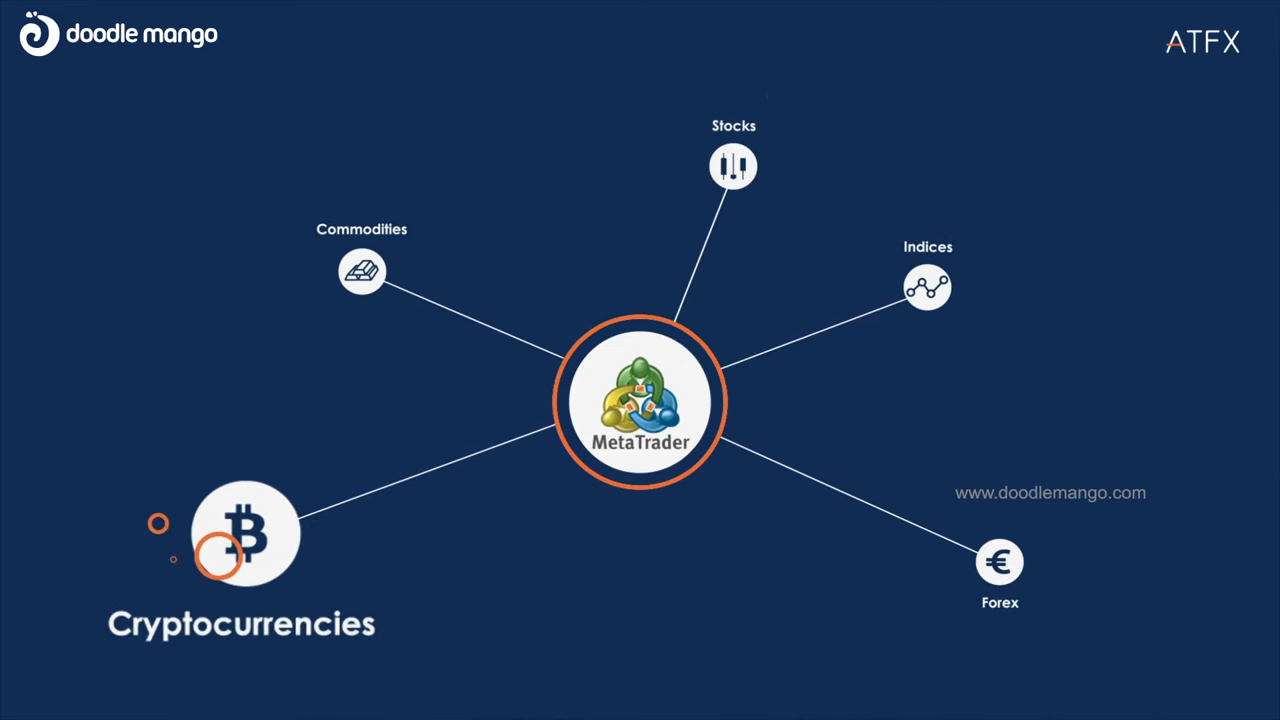 doodle mango
ATFX
Stocks
Commodities
Indices
MetaTrader
www.doodlemango.com
Forex
Cryptocurrencies